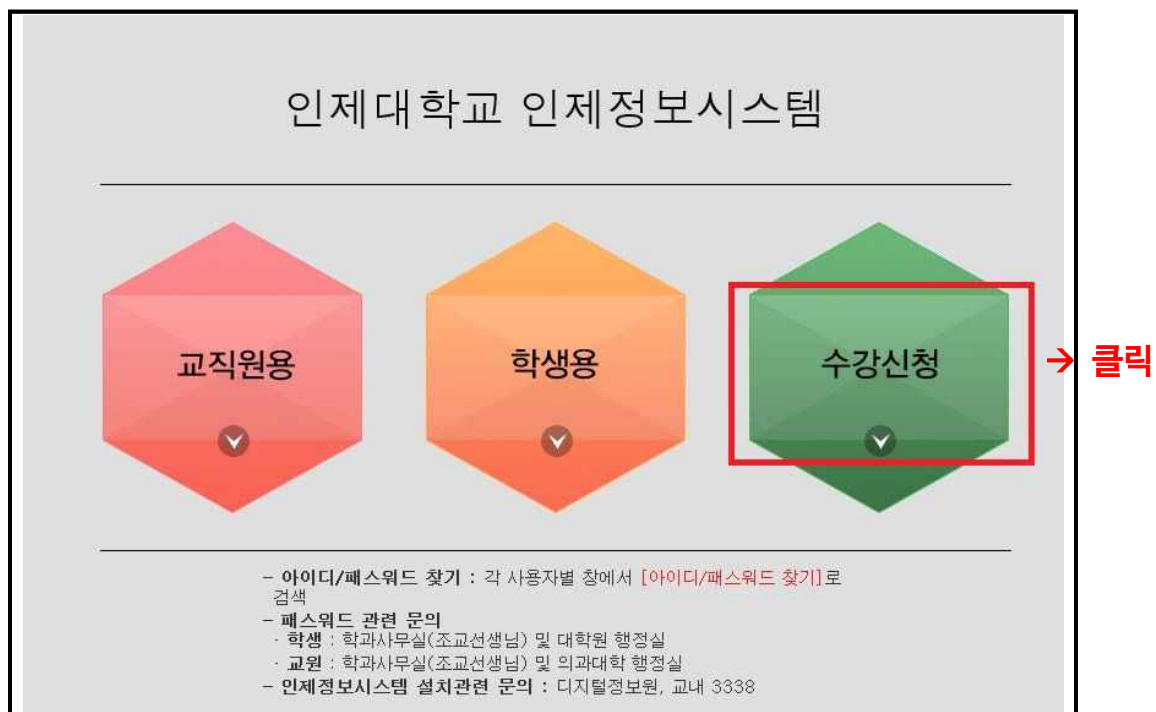 인제대학교 인제정보시스템
교직원용
학생용
수강신청
→ 클릭
- 아이디/패스워드 찾기 : 각 사용자별 창에서 [아이디/패스워드 찾기]로
검색
- 패스워드 관련 문의
· 학생 : 학과사무실(조교선생님) 및 대학원 행정실
· 교원 : 학과사무실(조교선생님) 및 의과대학 행정실
- 인제정보시스템 설치관련 문의 : 디지털정보원, 교내 3338